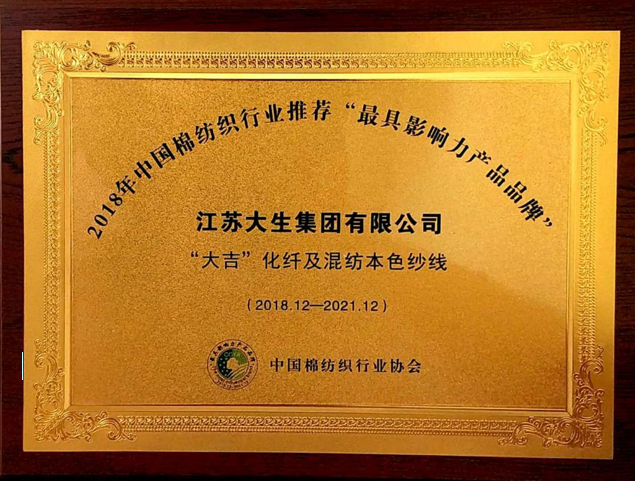 2018年中国棉纺织行业推荐“最具影响力产品品牌”
江苏大生集团有限公司
“大吉”化纤及混纺本色纱线
（2018.12—2021.12）
中国棉纺织行业协会